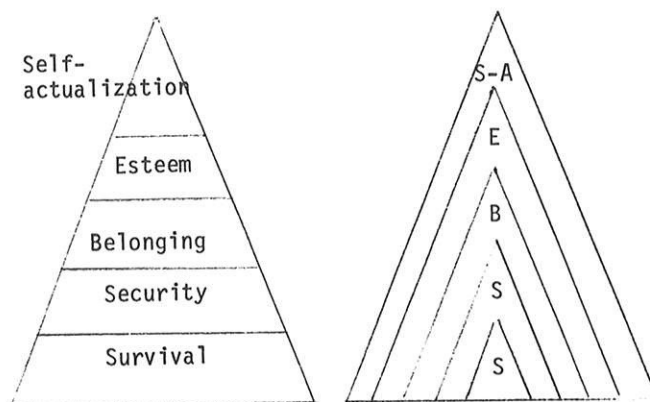 Self-
actualization
Esteem
Belonging
Security
Survival
S-A
E
B
S
S